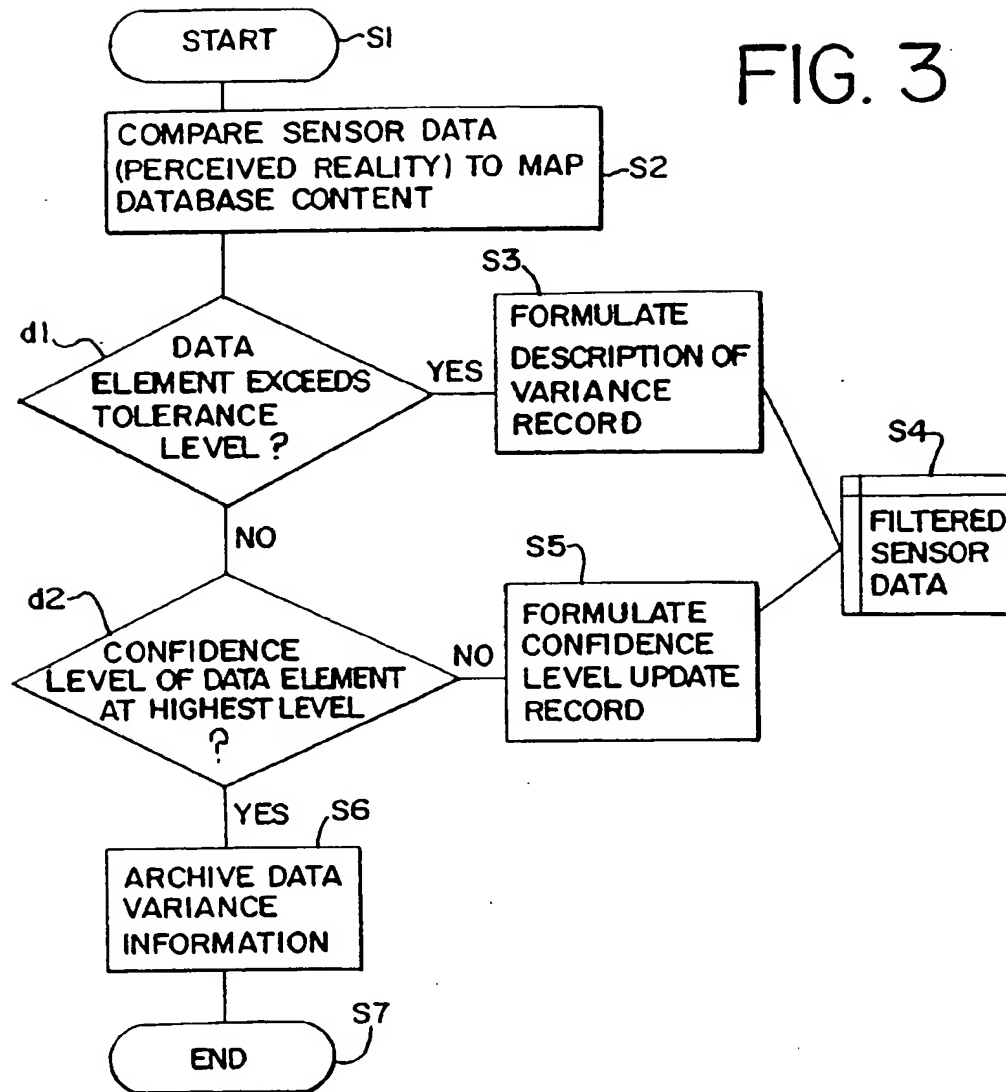 START
S1
FIG. 3
COMPARE SENSOR DATA
(PERCEIVED REALITY) TO MAP
DATABASE CONTENT
S2
S3
FORMULATE
DESCRIPTION OF
VARIANCE
RECORD
d1
DATA
ELEMENT EXCEEDS
TOLERANCE
LEVEL?
YES
S4
FILTERED
SENSOR
DATA
NO
S5
FORMULATE
CONFIDENCE
LEVEL UPDATE
RECORD
d2
CONFIDENCE
LEVEL OF DATA ELEMENT
AT HIGHEST LEVEL
?
NO
YES
S6
ARCHIVE DATA
VARIANCE
INFORMATION
S7
END